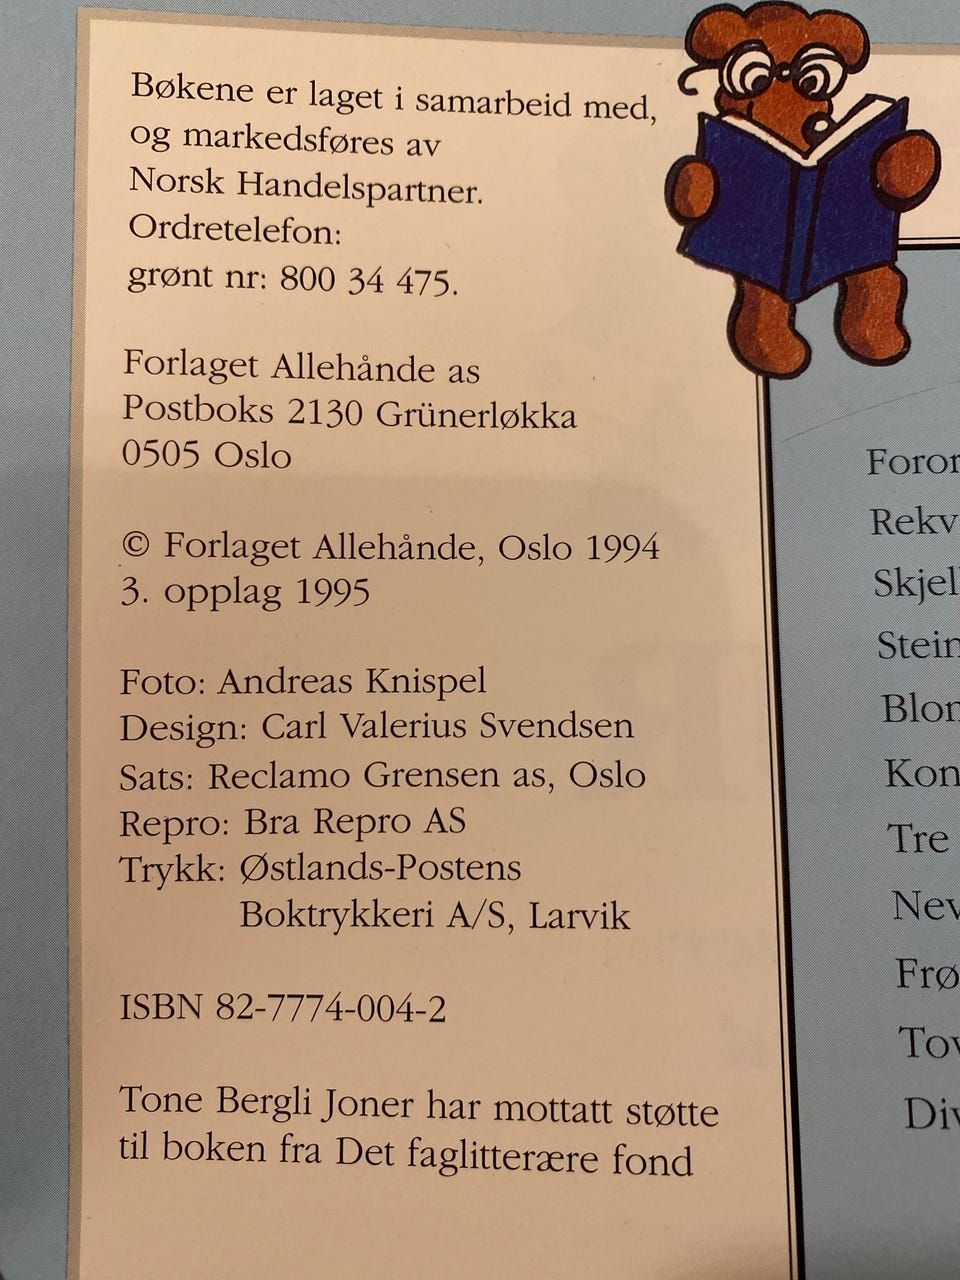 Bøkene er laget i samarbeid med,
og markedsføres av
Norsk Handelspartner.
Ordretelefon:
grønt nr: 800 34 475.
Forlaget Allehånde as
Postboks 2130 Grünerløkka
0505 Oslo
© Forlaget Allehånde, Oslo 1994
3. opplag 1995
Foto: Andreas Knispel
Design: Carl Valerius Svendsen
Sats: Reclamo Grensen as, Oslo
Repro: Bra Repro AS
Trykk: Østlands-Postens
Boktrykkeri A/S, Larvik
ISBN 82-7774-004-2
Tone Bergli Joner har mottatt støtte
til boken fra Det faglitterære fond
Tre